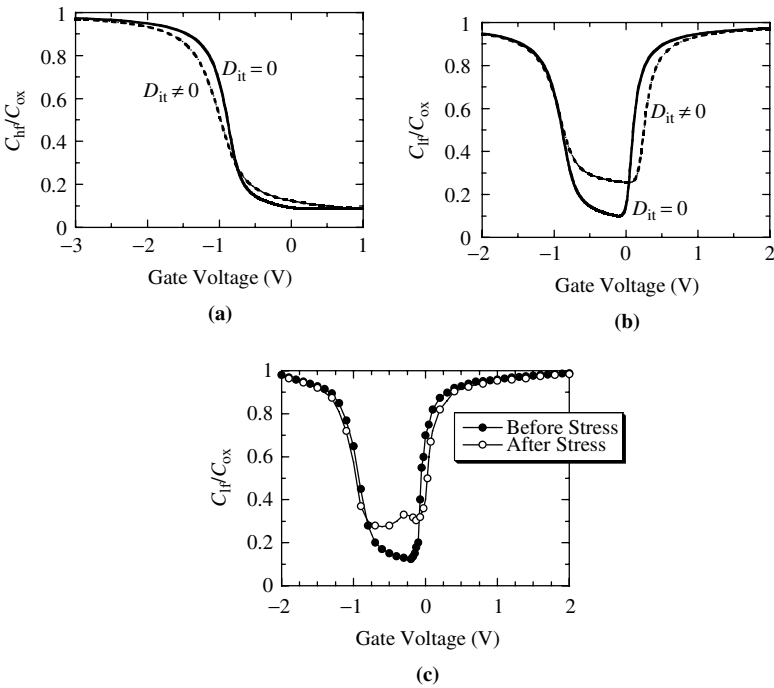 1
0.8
0.6
0.4
0.2
0
C_hf/C_ox
D_it = 0
D_it ≠ 0
−3
−2
−1
0
1
Gate Voltage (V)
(a)
1
0.8
0.6
0.4
0.2
0
C_lf/C_ox
D_it ≠ 0
D_it = 0
−2
−1
0
1
2
Gate Voltage (V)
(b)
1
0.8
0.6
0.4
0.2
0
C_lf/C_ox
Before Stress
After Stress
−2
−1
0
1
2
Gate Voltage (V)
(c)